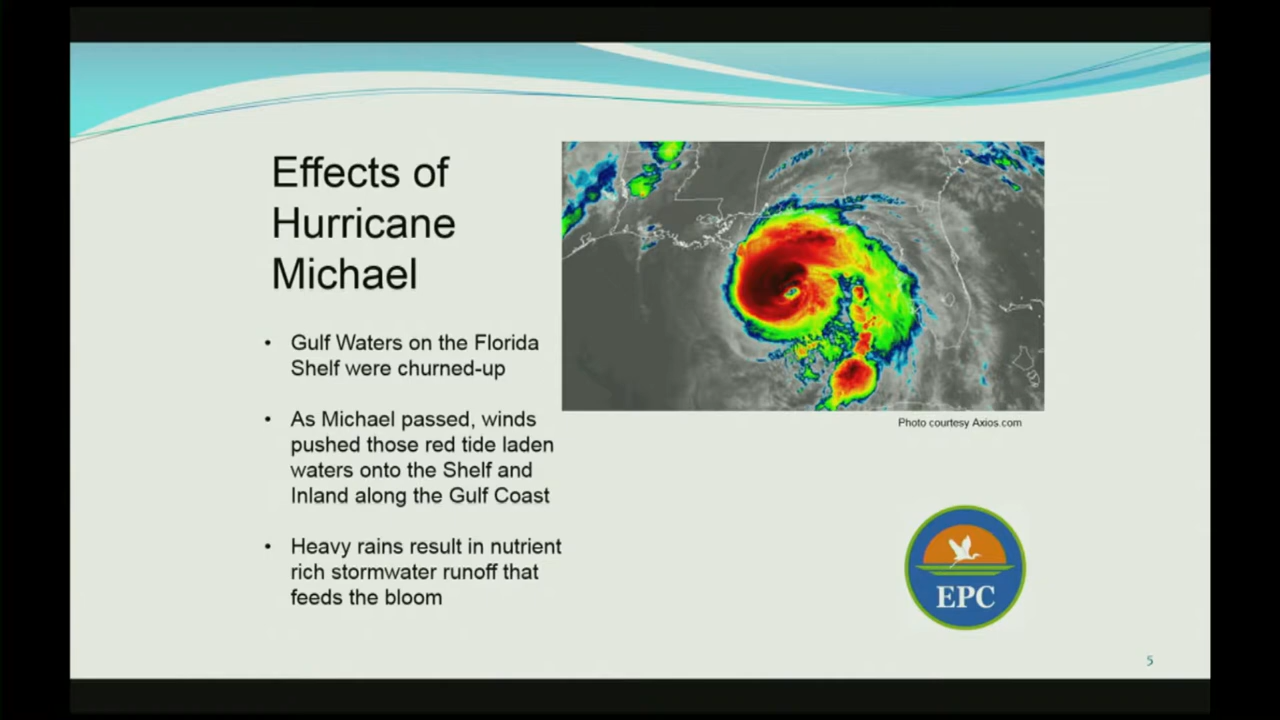 Effects of
Hurricane
Michael
• Gulf Waters on the Florida
Shelf were churned-up
• As Michael passed, winds
pushed those red tide laden
waters onto the Shelf and
Inland along the Gulf Coast
• Heavy rains result in nutrient
rich stormwater runoff that
feeds the bloom
Photo courtesy Axios.com
EPC
5